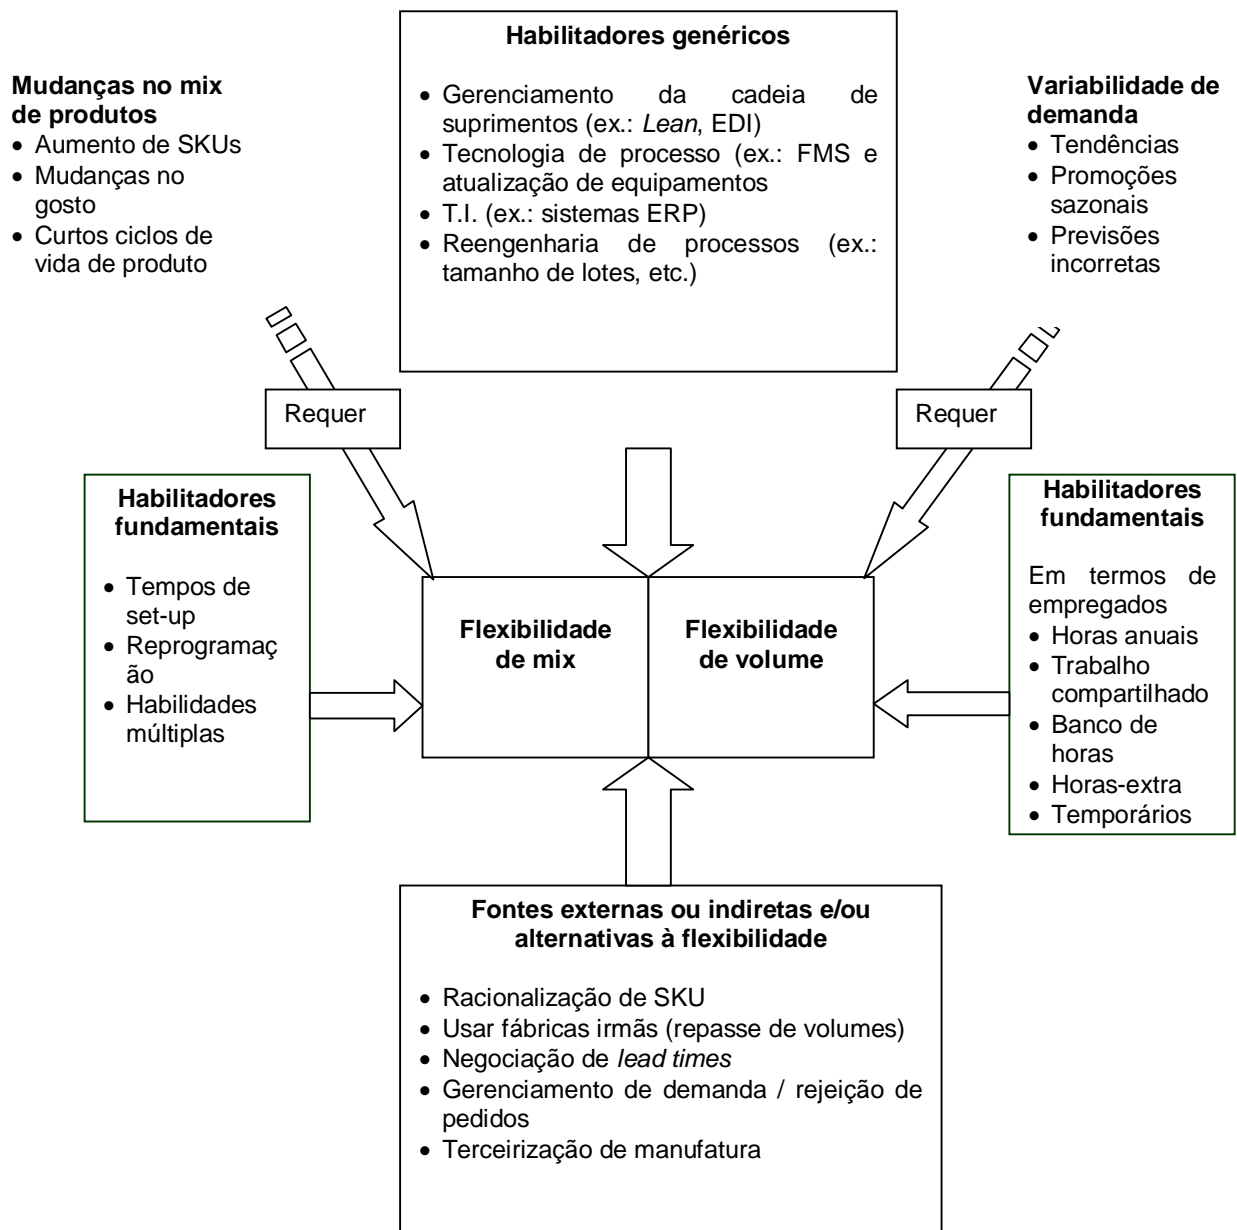 Habilitadores genéricos
• Gerenciamento da cadeia de
suprimentos (ex.: Lean, EDI)
• Tecnologia de processo (ex.: FMS e
atualização de equipamentos
• T.I. (ex.: sistemas ERP)
• Reengenharia de processos (ex.:
tamanho de lotes, etc.)
Mudanças no mix
de produtos
• Aumento de SKUs
• Mudanças no
gosto
• Curtos ciclos de
vida de produto
Variabilidade de
demanda
• Tendências
• Promoções
sazonais
• Previsões
incorretas
Requer
Requer
Habilitadores
fundamentais
• Tempos de
set-up
• Reprogramaç
ão
• Habilidades
múltiplas
Flexibilidade
de mix
Flexibilidade
de volume
Habilitadores
fundamentais
Em termos de
empregados
• Horas anuais
• Trabalho
compartilhado
• Banco de
horas
• Horas-extra
• Temporários
Fontes externas ou indiretas e/ou
alternativas à flexibilidade
• Racionalização de SKU
• Usar fábricas irmãs (repasse de volumes)
• Negociação de lead times
• Gerenciamento de demanda / rejeição de
pedidos
• Terceirização de manufatura